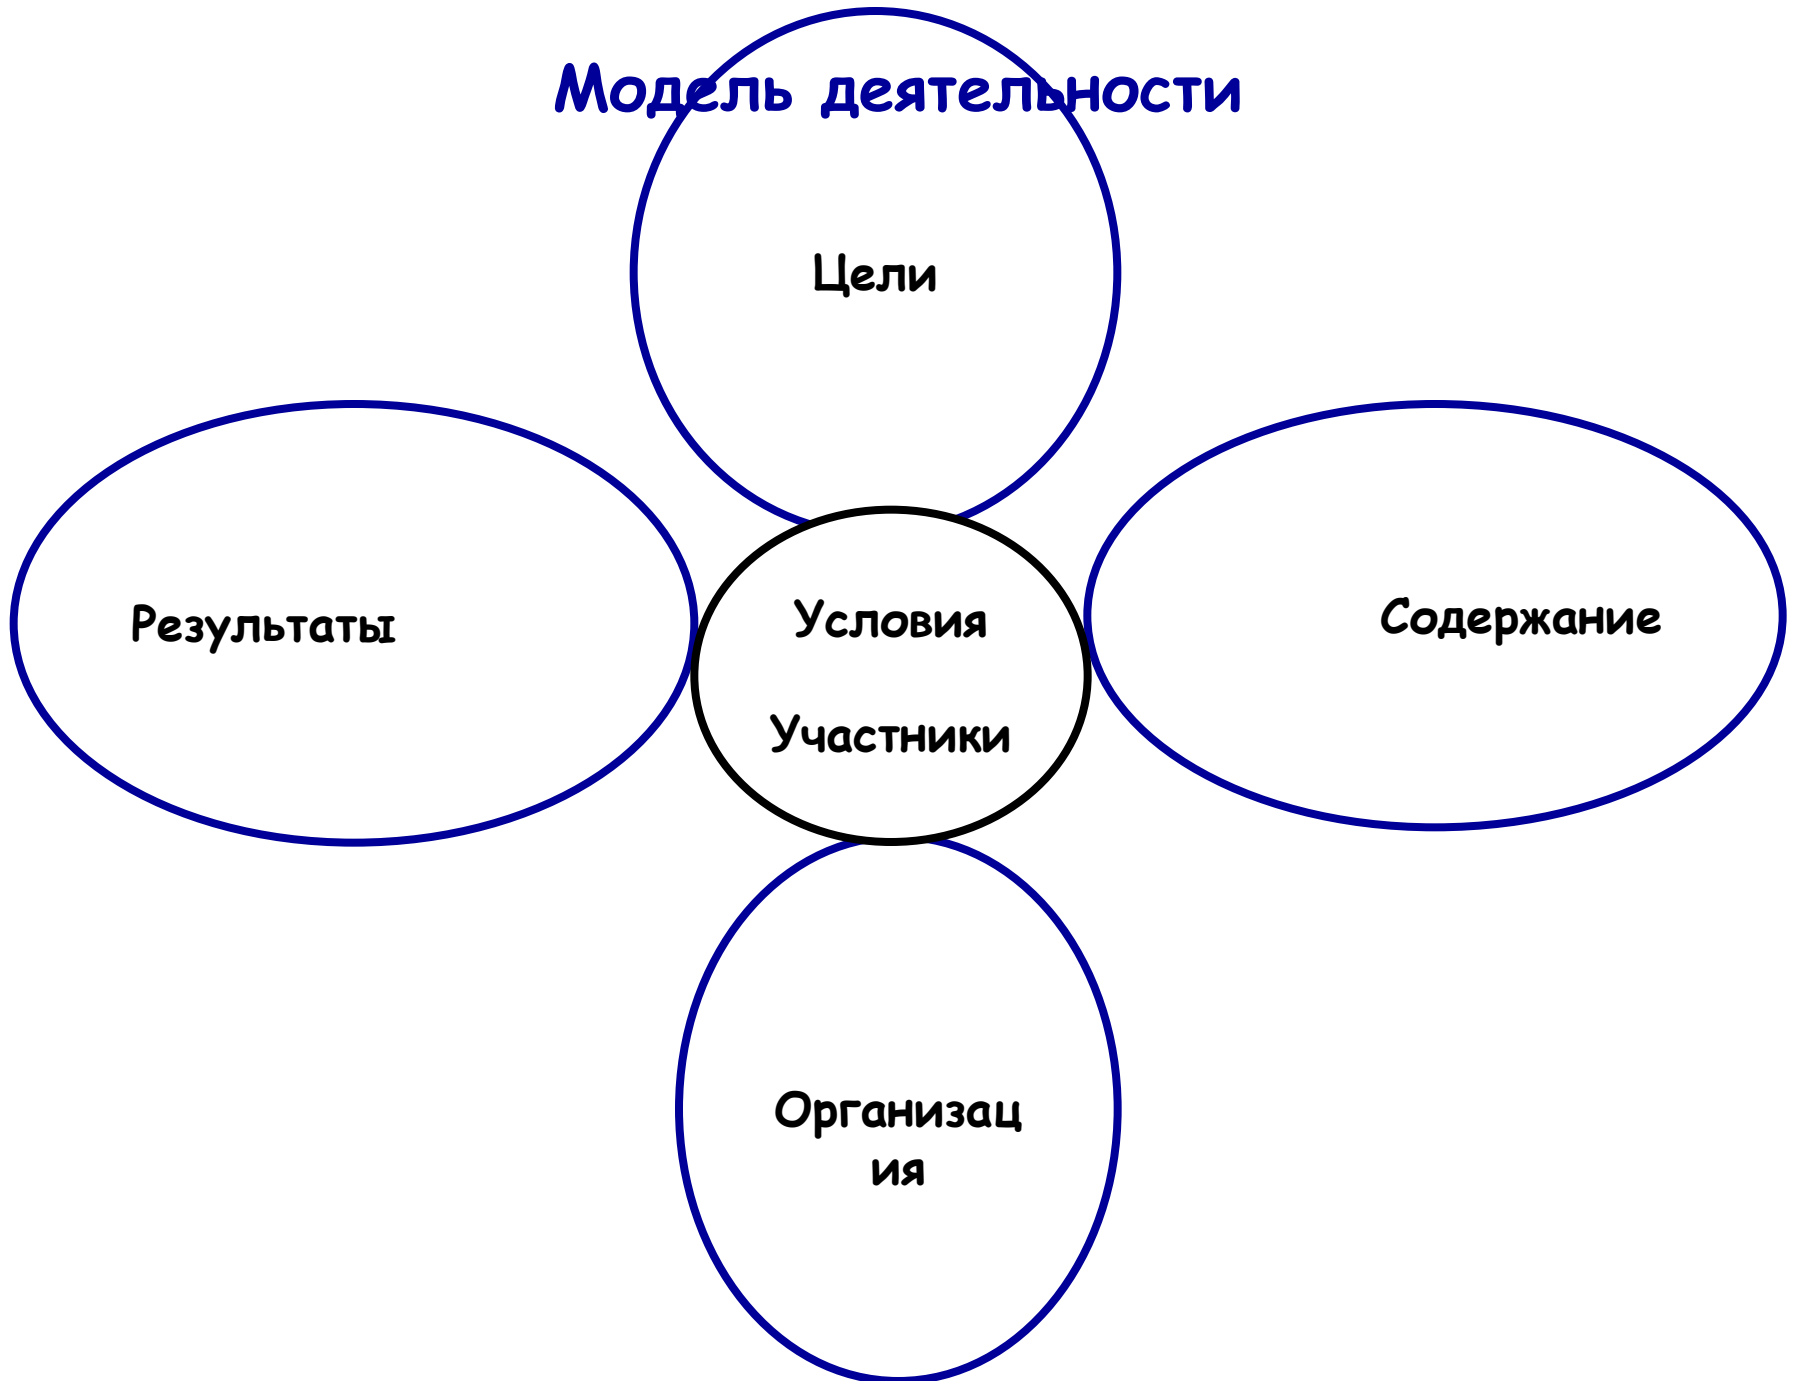 Модель деятельности
Цели
Результаты
Условия
Участники
Содержание
Организац
ия